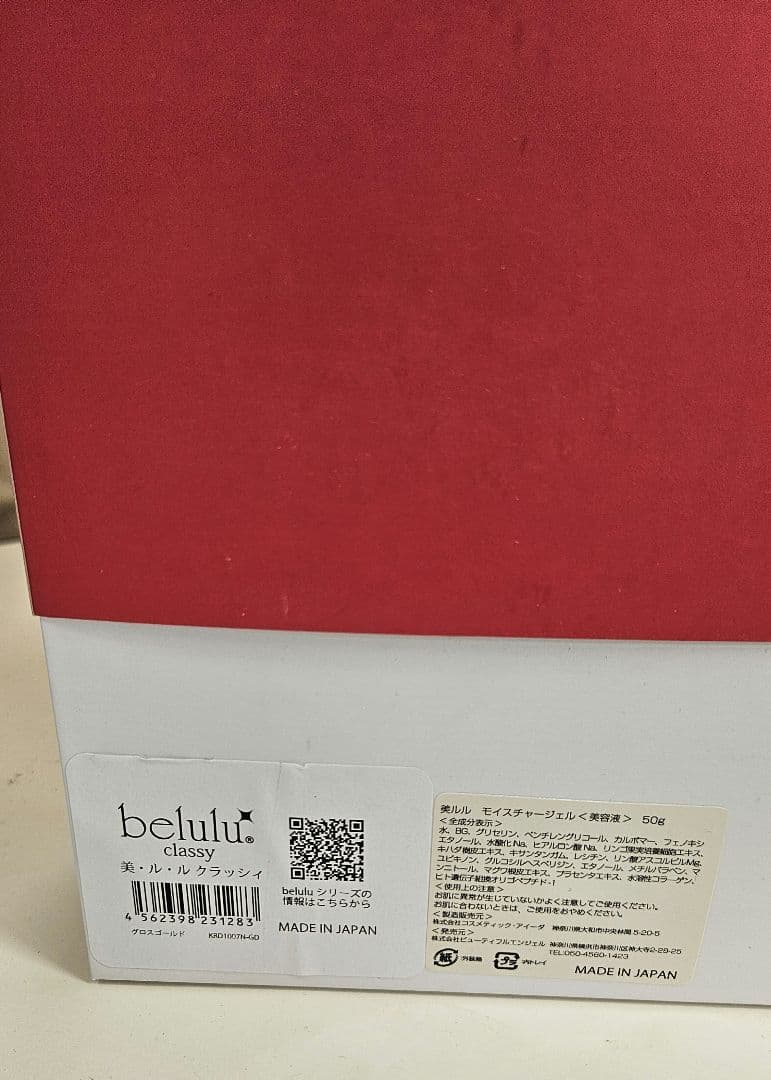 belulu®
classy
美・ル・ル クラッシィ
4 562398 231283
グロスゴールド KRD1007N-GD
belulu シリーズの
情報はこちらから
MADE IN JAPAN
美ルル モイスチャージェル<美容液> 50g
<全成分表示>
水、BG、グリセリン、ペンチレングリコール、カルボマー、フェノキシ
エタノール、水酸化Na、ヒアルロン酸Na、リンゴ果実培養細胞エキス、
キハダ樹皮エキス、キサンタンガム、レシチン、リン酸アスコルビルMg、
ユビキノン、グルコシルヘスペリジン、エタノール、メチルパラベン、マ
ンニトール、マグワ根皮エキス、プラセンタエキス、水溶性コラーゲン、
ヒト遺伝子組換オリゴペプチド-1
<使用上の注意>
お肌に異常が生じていないかよく注意してご使用ください。
お肌に合わないときは、ご使用をおやめください。
<製造販売元>
株式会社コスメティック・アイーダ 神奈川県大和市中央林間5-20-5
<発売元>
株式会社ビューティフルエンジェル 神奈川県横浜市神奈川区神大寺2-29-25
TEL:050-4560-1423
紙 :外装箱 プラ :内トレイ
MADE IN JAPAN